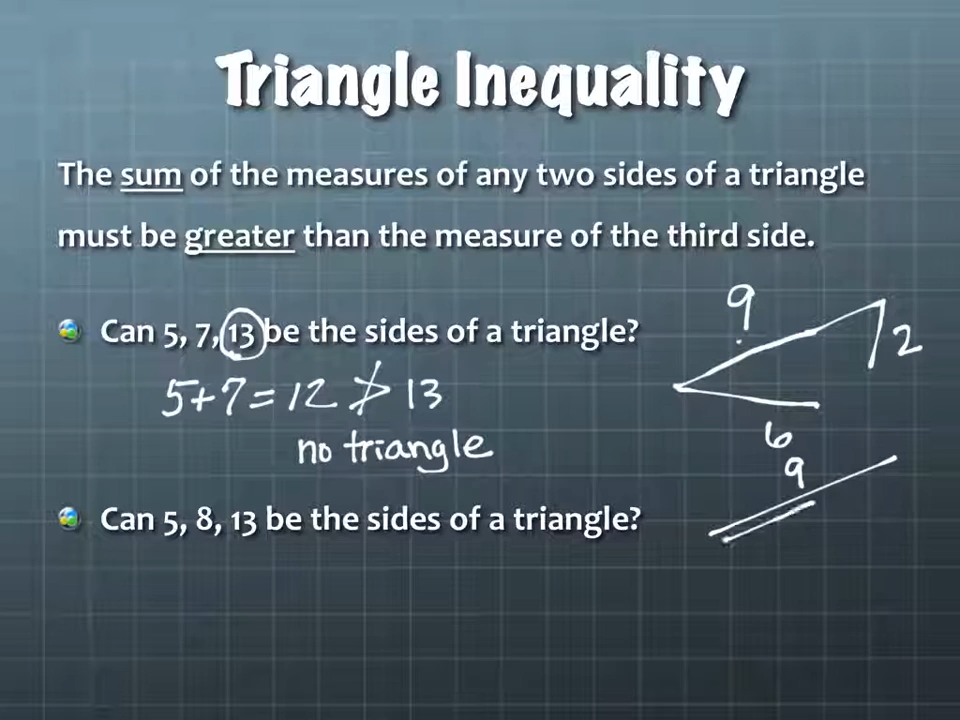 Triangle Inequality
The sum of the measures of any two sides of a triangle
must be greater than the measure of the third side.
Can 5, 7, 13 be the sides of a triangle?
5+7=12 ≯ 13
no triangle
Can 5, 8, 13 be the sides of a triangle?
9
2
6
9